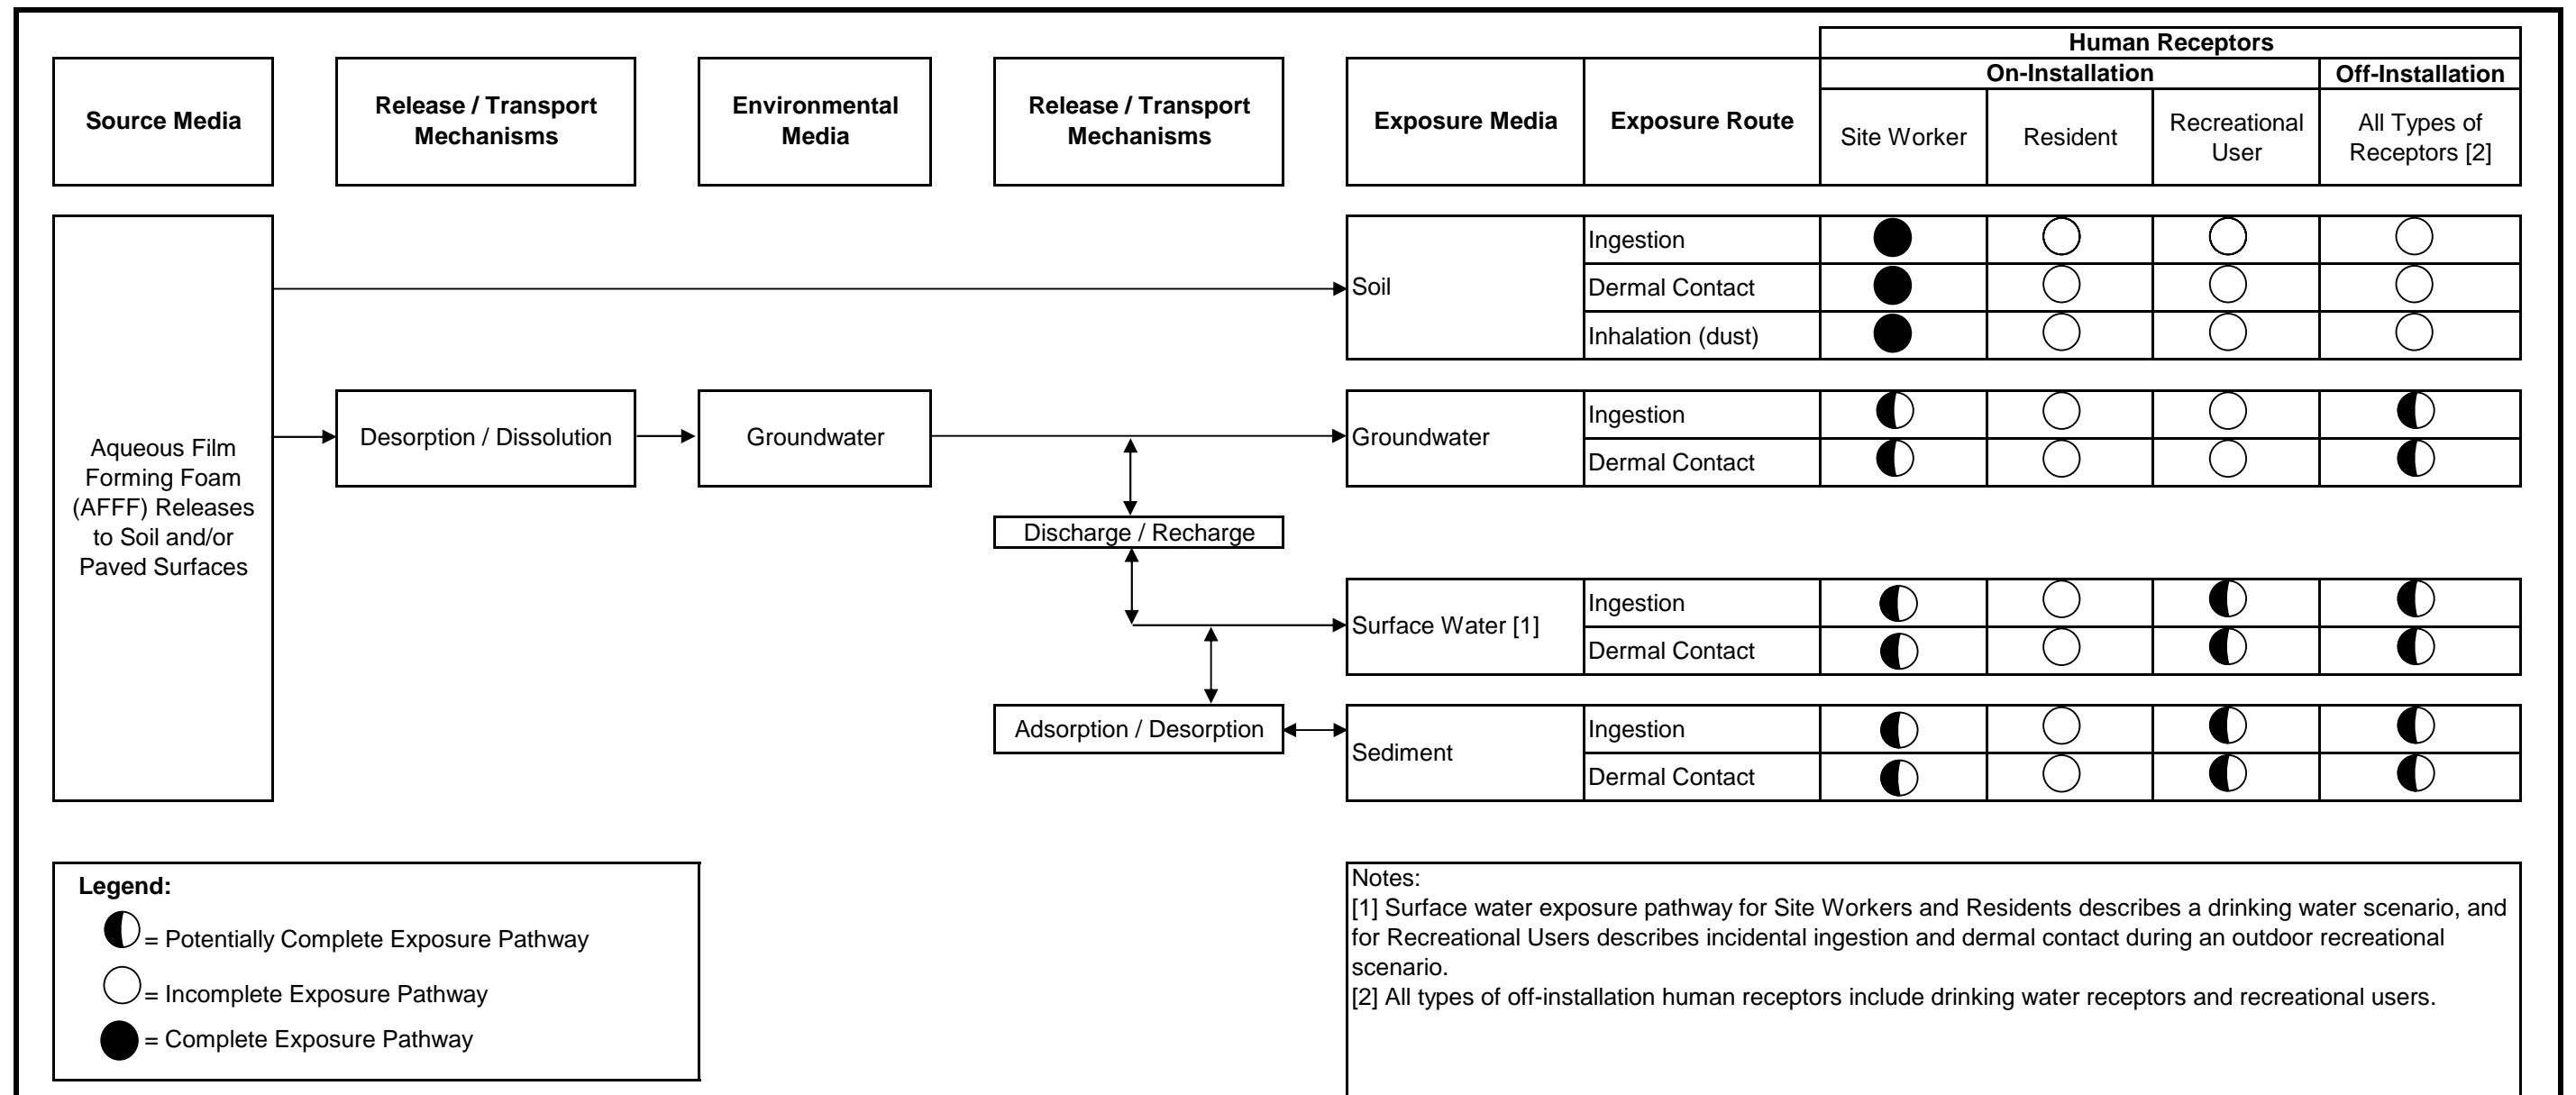 Human Receptors
On-Installation
Off-Installation
Source Media
Release / Transport
Mechanisms
Environmental
Media
Release / Transport
Mechanisms
Exposure Media
Exposure Route
Site Worker
Resident
Recreational
User
All Types of
Receptors [2]
Aqueous Film
Forming Foam
(AFFF) Releases
to Soil and/or
Paved Surfaces
Soil
Ingestion
Dermal Contact
Inhalation (dust)
Desorption / Dissolution
Groundwater
Groundwater
Ingestion
Dermal Contact
Discharge / Recharge
Surface Water [1]
Ingestion
Dermal Contact
Adsorption / Desorption
Sediment
Ingestion
Dermal Contact
Legend:
= Potentially Complete Exposure Pathway
= Incomplete Exposure Pathway
= Complete Exposure Pathway
Notes:
[1] Surface water exposure pathway for Site Workers and Residents describes a drinking water scenario, and
for Recreational Users describes incidental ingestion and dermal contact during an outdoor recreational
scenario.
[2] All types of off-installation human receptors include drinking water receptors and recreational users.